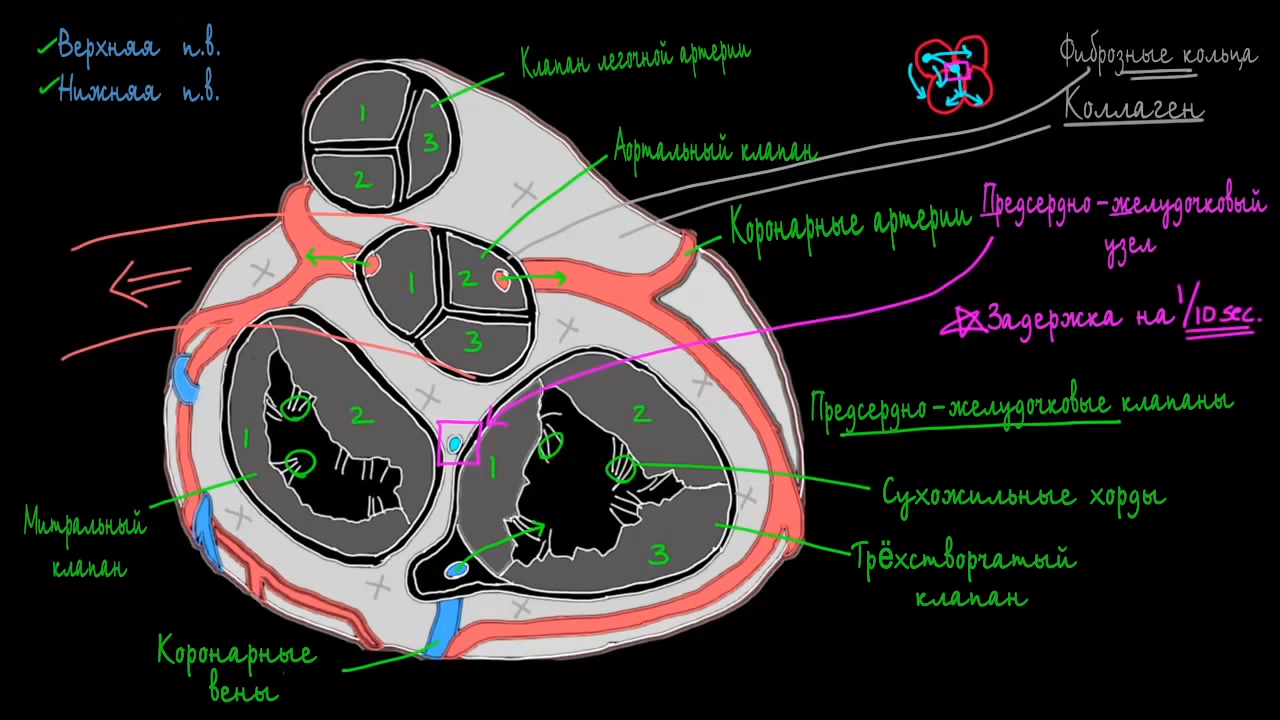 Верхняя п.в.
Нижняя п.в.
Клапан легочной артерии
Фиброзные кольца
Коллаген
Аортальный клапан
Коронарные артерии
Предсердно-желудочковый
узел
Задержка на 1/10 sec.
Предсердно-желудочковые клапаны
Сухожильные хорды
Трёхстворчатый
клапан
Митральный
клапан
Коронарные
вены
1
3
2
1
2
3
1
2
1
2
3